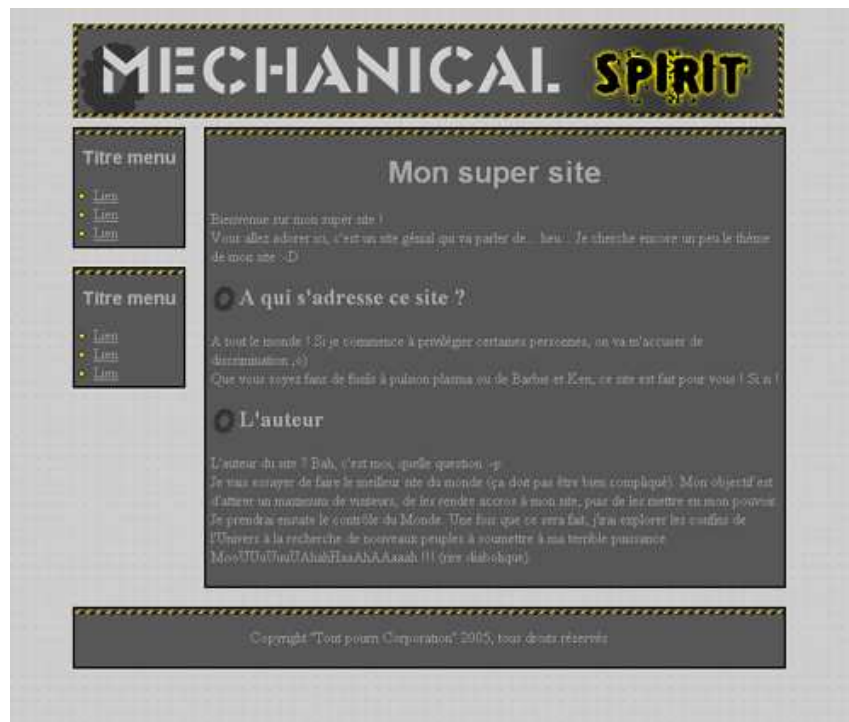 MECHANICAL SPIRIT
Titre menu
Lien
Lien
Lien
Titre menu
Lien
Lien
Lien
Mon super site
Bienvenue sur mon super site !
Vous allez adorer ici, c'est un site génial qui va parler de... heu... Je cherche encore un peu le thème
de mon site :-D
A qui s'adresse ce site ?
A tout le monde ! Si je commence à privilégier certaines personnes, on va m'accuser de
discrimination ;o)
Que vous soyez fans de fusils à pulsion plasma ou de Barbie et Ken, ce site est fait pour vous ! Si si !
L'auteur
L'auteur du site ? Bah, c'est moi, quelle question :-p
Je vais essayer de faire le meilleur site du monde (ça doit pas être bien compliqué). Mon objectif est
d'attirer un maximum de visiteurs, de les rendre accros à mon site, puis de les mettre en mon pouvoir.
Je prendrai ensuite le contrôle du Monde. Une fois que ce sera fait, j'irai explorer les confins de
l'Univers à la recherche de nouveaux peuples à soumettre à ma terrible puissance.
MooUUuUuuUAhahHaaAhAAaaah !!! (rire diabolique)
Copyright "Tout pourri Corporation" 2005, tous droits réservés